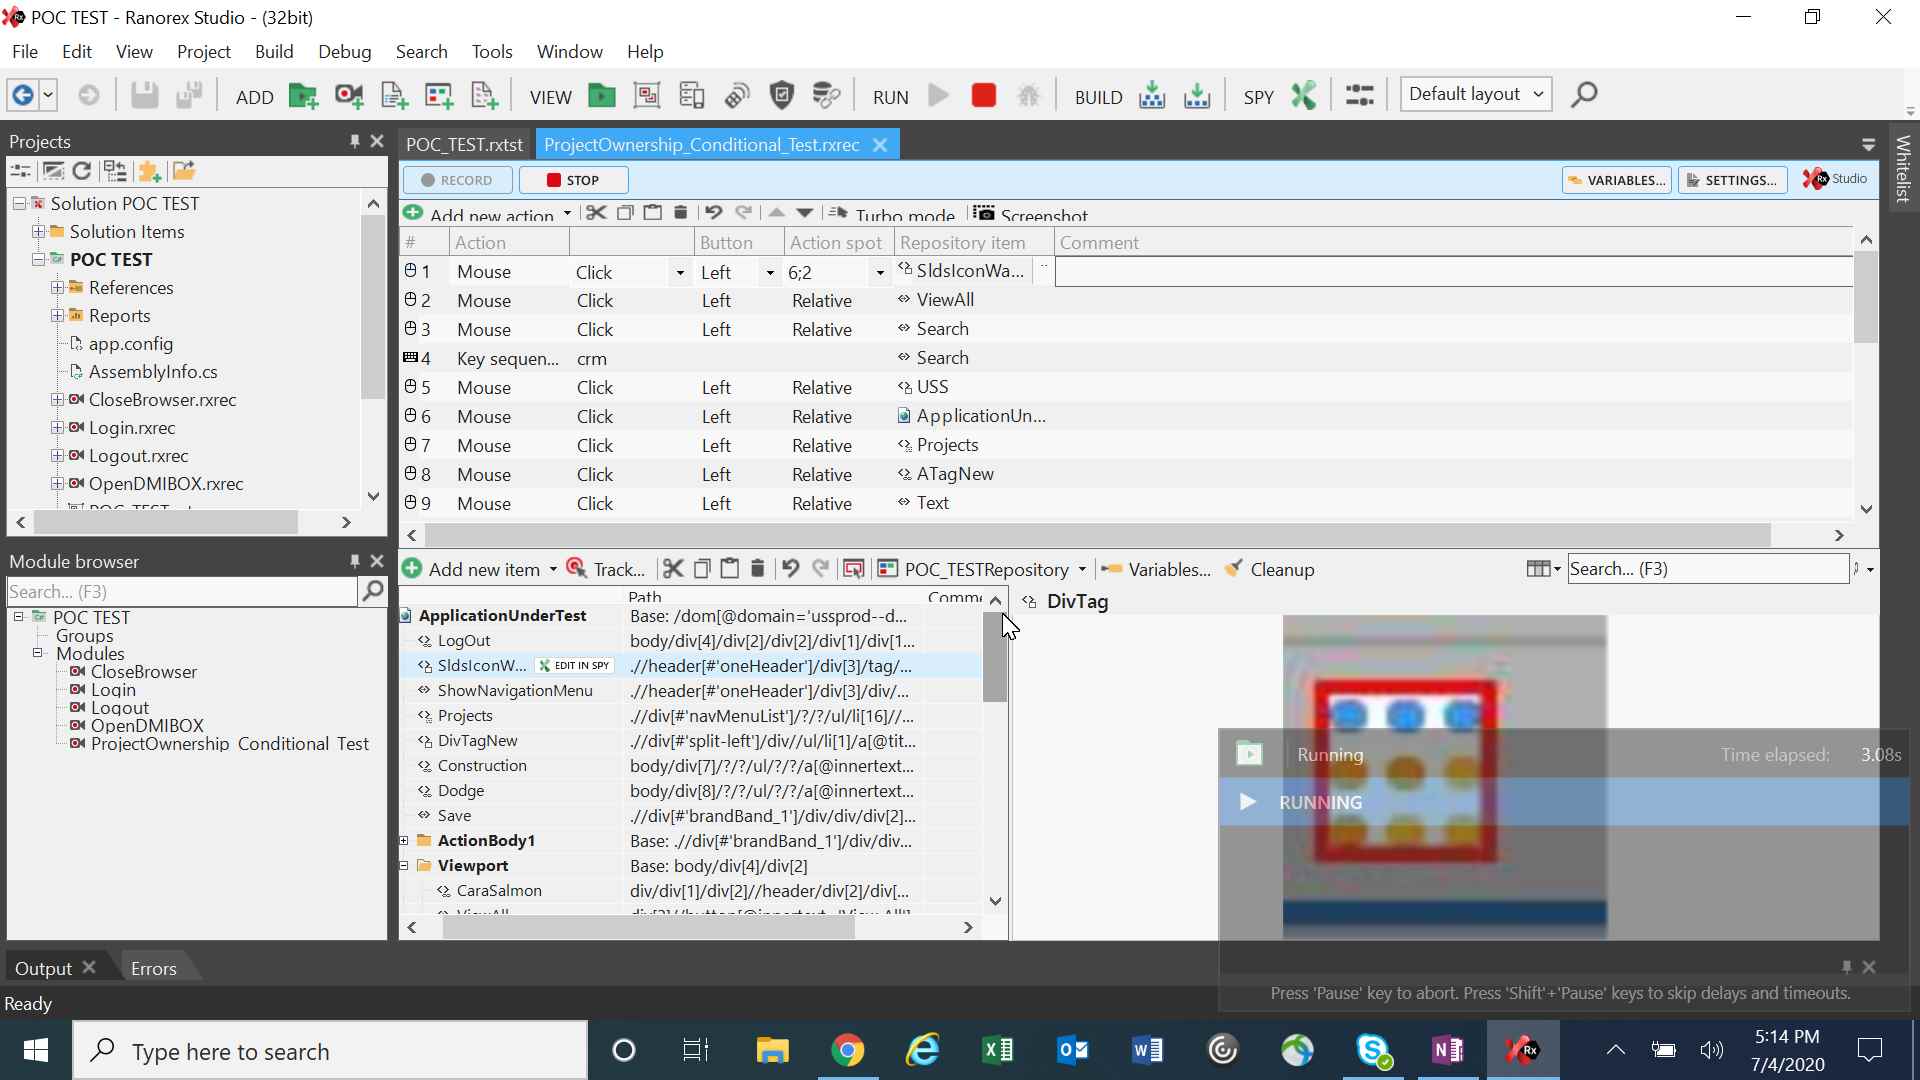 POC TEST - Ranorex Studio - (32bit)
File Edit View Project Build Debug Search Tools Window Help
ADD VIEW RUN BUILD SPY Default layout
Projects
POC_TEST.rxtst ProjectOwnership_Conditional_Test.rxrec
Whitelist
RECORD STOP VARIABLES... SETTINGS... Rx Studio
Add new action Turbo mode Screenshot
Solution POC TEST
Solution Items
POC TEST
References
Reports
app.config
AssemblyInfo.cs
CloseBrowser.rxrec
Login.rxrec
Logout.rxrec
OpenDMIBOX.rxrec
# Action Button Action spot Repository item Comment
1 Mouse Click Left 6;2 SldsIconWa... ..
2 Mouse Click Left Relative ViewAll
3 Mouse Click Left Relative Search
4 Key sequen... crm Search
5 Mouse Click Left Relative USS
6 Mouse Click Left Relative ApplicationUn...
7 Mouse Click Left Relative Projects
8 Mouse Click Left Relative ATagNew
9 Mouse Click Left Relative Text
Module browser
Search... (F3)
POC TEST
Groups
Modules
CloseBrowser
Login
Logout
OpenDMIBOX
ProjectOwnership_Conditional_Test
Add new item Track... POC_TESTRepository Variables... Cleanup Search... (F3)
Path Comme
ApplicationUnderTest Base: /dom[@domain='ussprod--d...
LogOut body/div[4]/div[2]/div[2]/div[1]/div[1...
SldsIconW... EDIT IN SPY .//header[#'oneHeader']/div[3]/tag/...
ShowNavigationMenu .//header[#'oneHeader']/div[3]/div/...
Projects .//div[#'navMenuList']/?/?/ul/li[16]//...
DivTagNew .//div[#'split-left']/div//ul/li[1]/a[@tit...
Construction body/div[7]/?/?/ul/?/?/a[@innertext...
Dodge body/div[8]/?/?/ul/?/?/a[@innertext...
Save .//div[#'brandBand_1']/div/div/div[2]...
ActionBody1 Base: .//div[#'brandBand_1']/div/div...
Viewport Base: body/div[4]/div[2]
CaraSalmon div/div[1]/div[2]//header/div[2]/div[...
DivTag
Running Time elapsed: 3.08s
RUNNING
Press 'Pause' key to abort. Press 'Shift'+'Pause' keys to skip delays and timeouts.
Output Errors
Ready
Type here to search
5:14 PM
7/4/2020